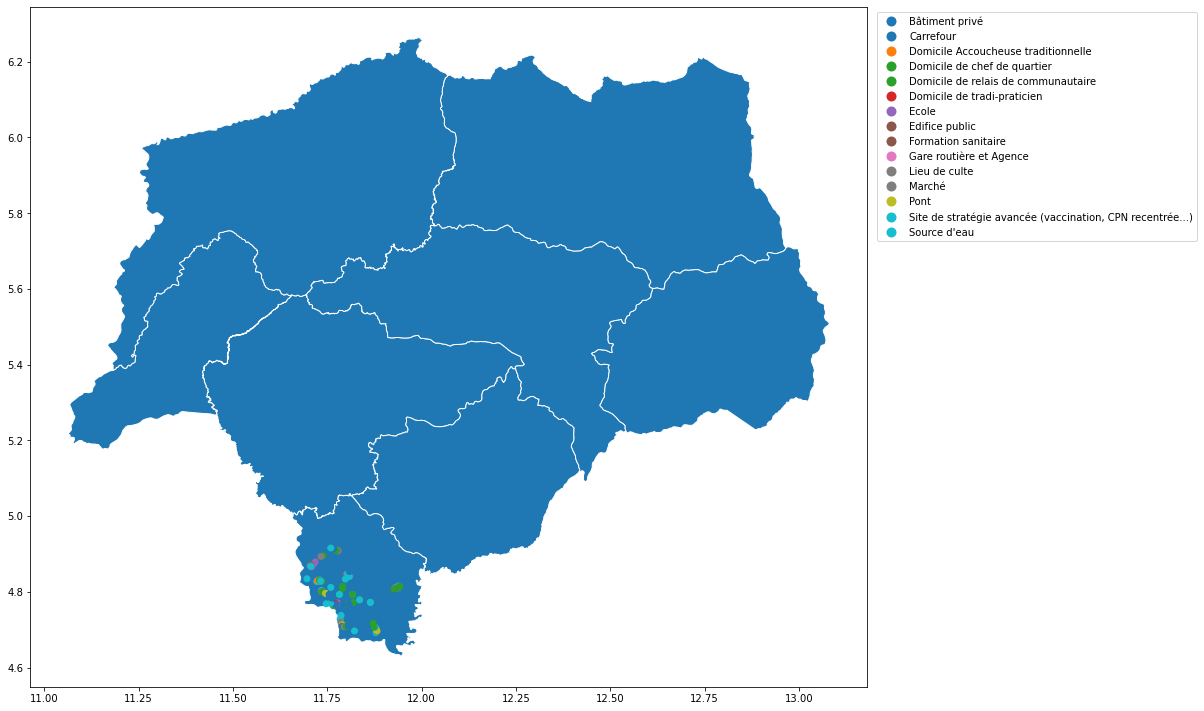 6.2
6.0
5.8
5.6
5.4
5.2
5.0
4.8
4.6
11.00 11.25 11.50 11.75 12.00 12.25 12.50 12.75 13.00
Bâtiment privé
Carrefour
Domicile Accoucheuse traditionnelle
Domicile de chef de quartier
Domicile de relais de communautaire
Domicile de tradi-praticien
Ecole
Edifice public
Formation sanitaire
Gare routière et Agence
Lieu de culte
Marché
Pont
Site de stratégie avancée (vaccination, CPN recentrée...)
Source d'eau